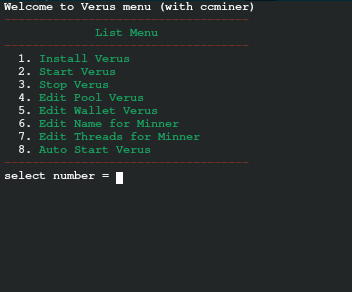 Welcome to Verus menu (with ccminer)
--------------------------------
List Menu
--------------------------------
1. Install Verus
2. Start Verus
3. Stop Verus
4. Edit Pool Verus
5. Edit Wallet Verus
6. Edit Name for Minner
7. Edit Threads for Minner
8. Auto Start Verus
--------------------------------
select number =